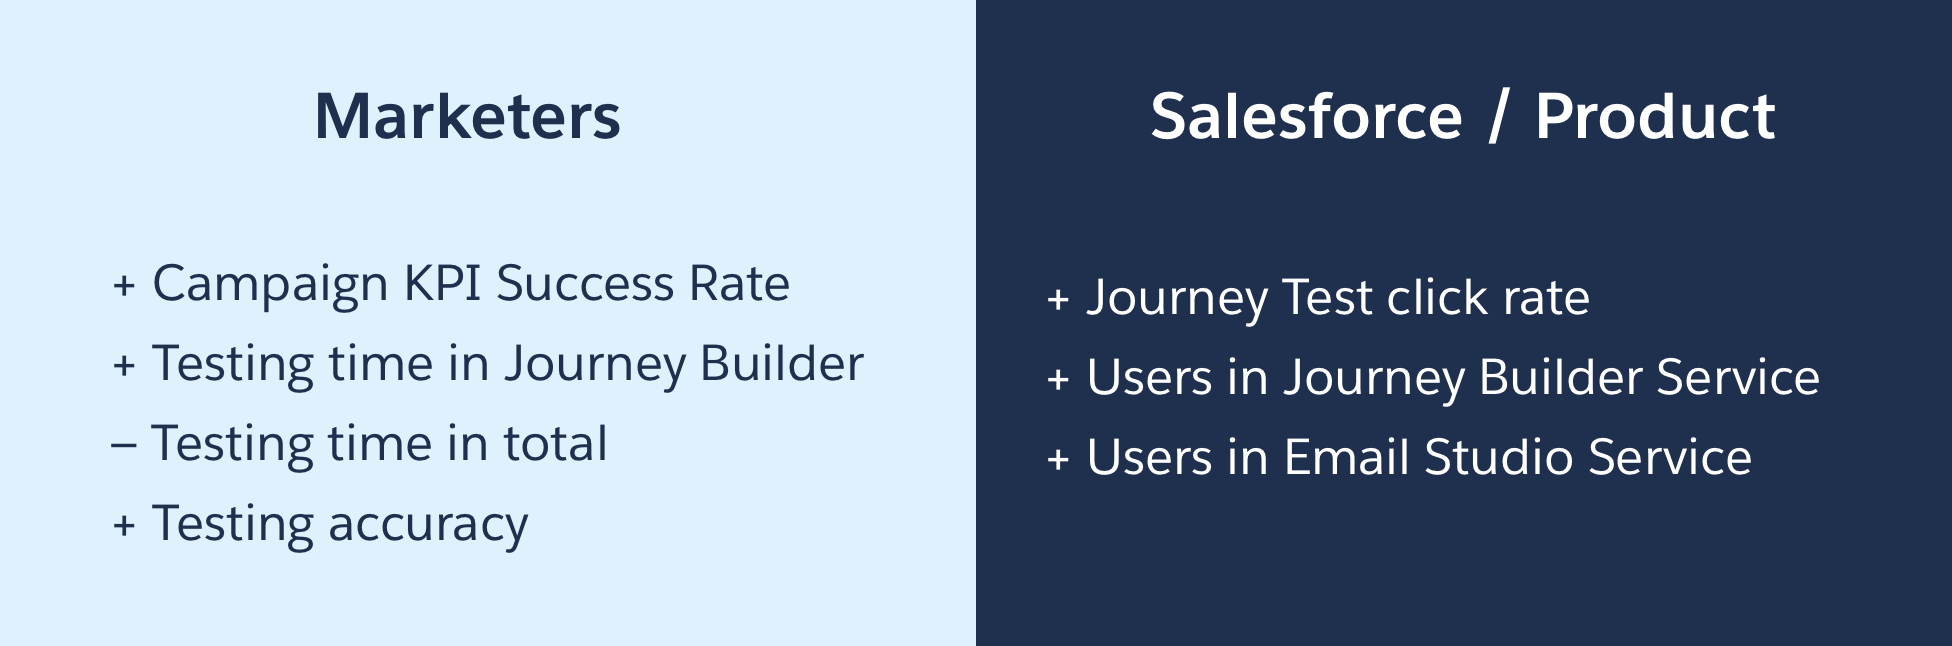 Marketers
+ Campaign KPI Success Rate
+ Testing time in Journey Builder
– Testing time in total
+ Testing accuracy
Salesforce / Product
+ Journey Test click rate
+ Users in Journey Builder Service
+ Users in Email Studio Service